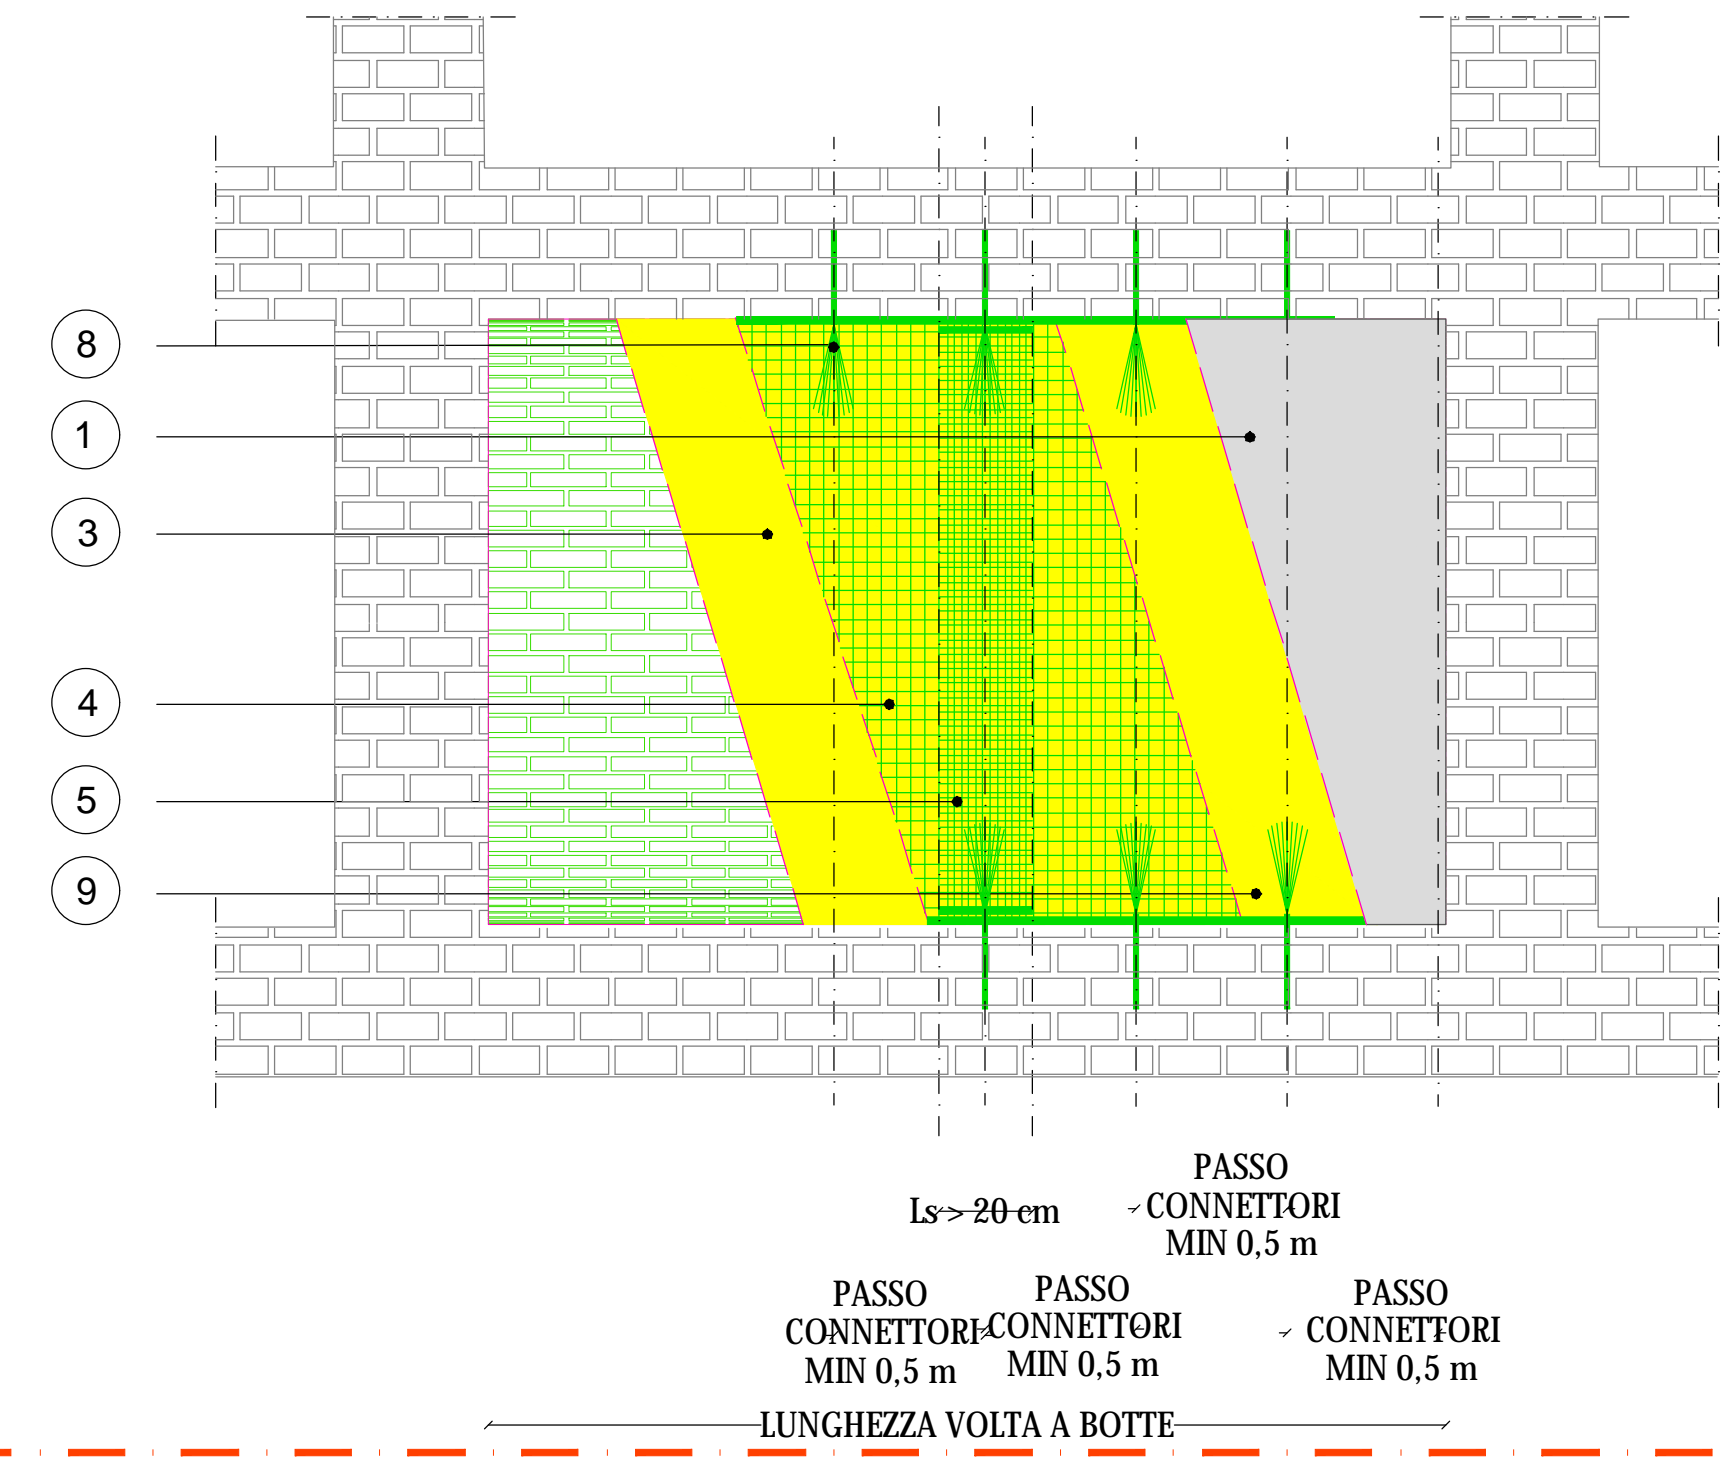 8
1
3
4
5
9
Ls > 20 cm
PASSO
CONNETTORI
MIN 0,5 m
PASSO
CONNETTORI
MIN 0,5 m
PASSO
CONNETTORI
MIN 0,5 m
PASSO
CONNETTORI
MIN 0,5 m
LUNGHEZZA VOLTA A BOTTE